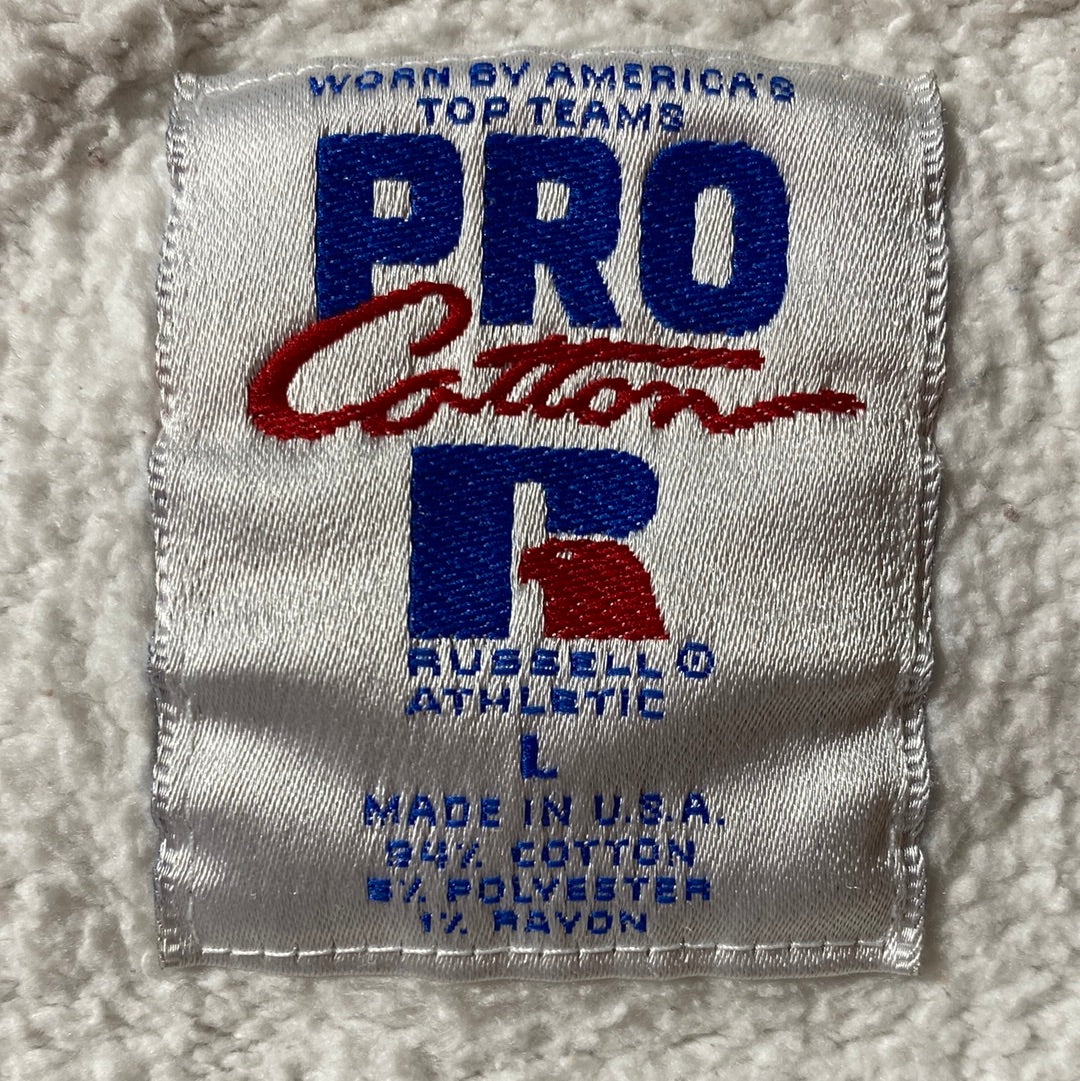 WORN BY AMERICA'S
TOP TEAMS
PRO
Cotton
R
RUSSELL ®
ATHLETIC
L
MADE IN U.S.A.
94% COTTON
5% POLYESTER
1% RAYON